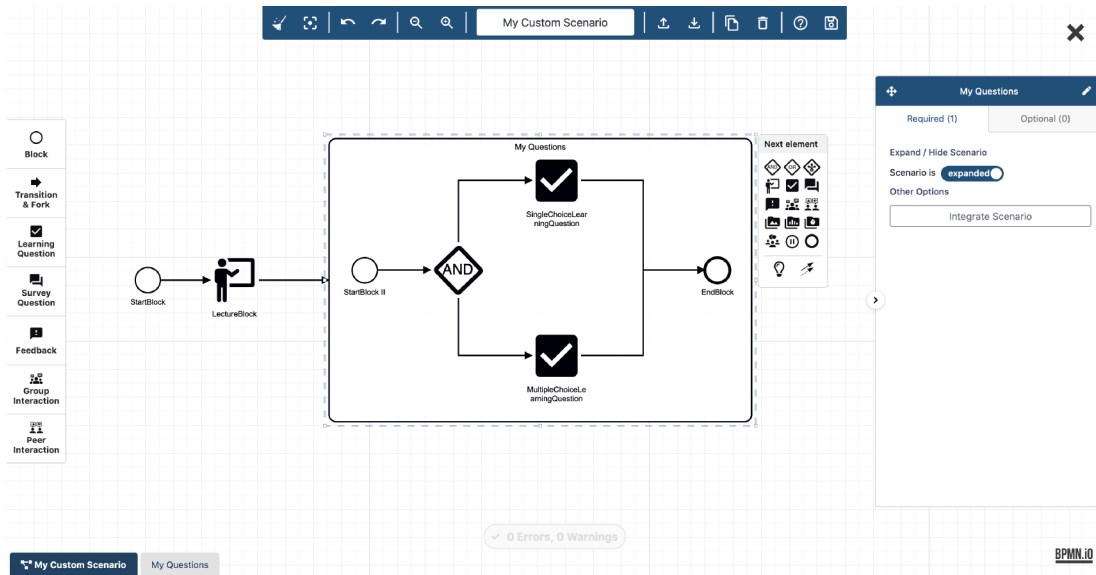 My Custom Scenario
Block
Transition
& Fork
Learning
Question
Survey
Question
Feedback
Group
Interaction
Peer
Interaction
StartBlock
LectureBlock
My Questions
StartBlock II
AND
SingleChoiceLear
ningQuestion
MultipleChoiceLe
arningQuestion
EndBlock
Next element
AND
OR
My Questions
Required (1)
Optional (0)
Expand / Hide Scenario
Scenario is expanded
Other Options
Integrate Scenario
0 Errors, 0 Warnings
My Custom Scenario
My Questions
BPMN.iO